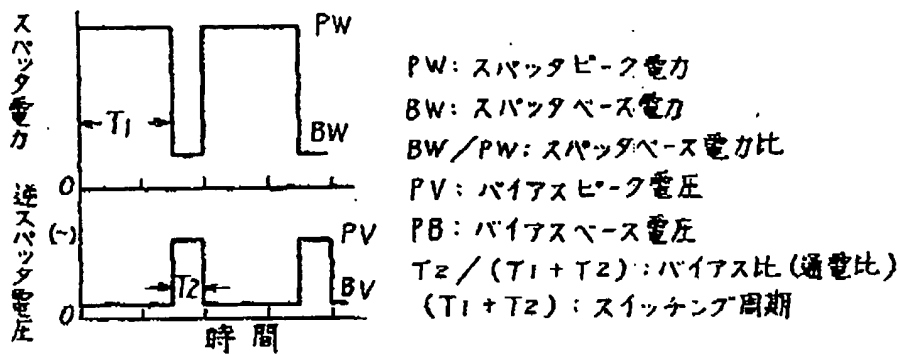 スパッタ電力
PW
BW
T1
0
逆スパッタ電圧
(-)
PV
T2
BV
0
時間
PW: スパッタピーク電力
BW: スパッタベース電力
BW/PW: スパッタベース電力比
PV: バイアスピーク電圧
PB: バイアスベース電圧
T2/(T1+T2): バイアス比(通電比)
(T1+T2): スイッチング周期